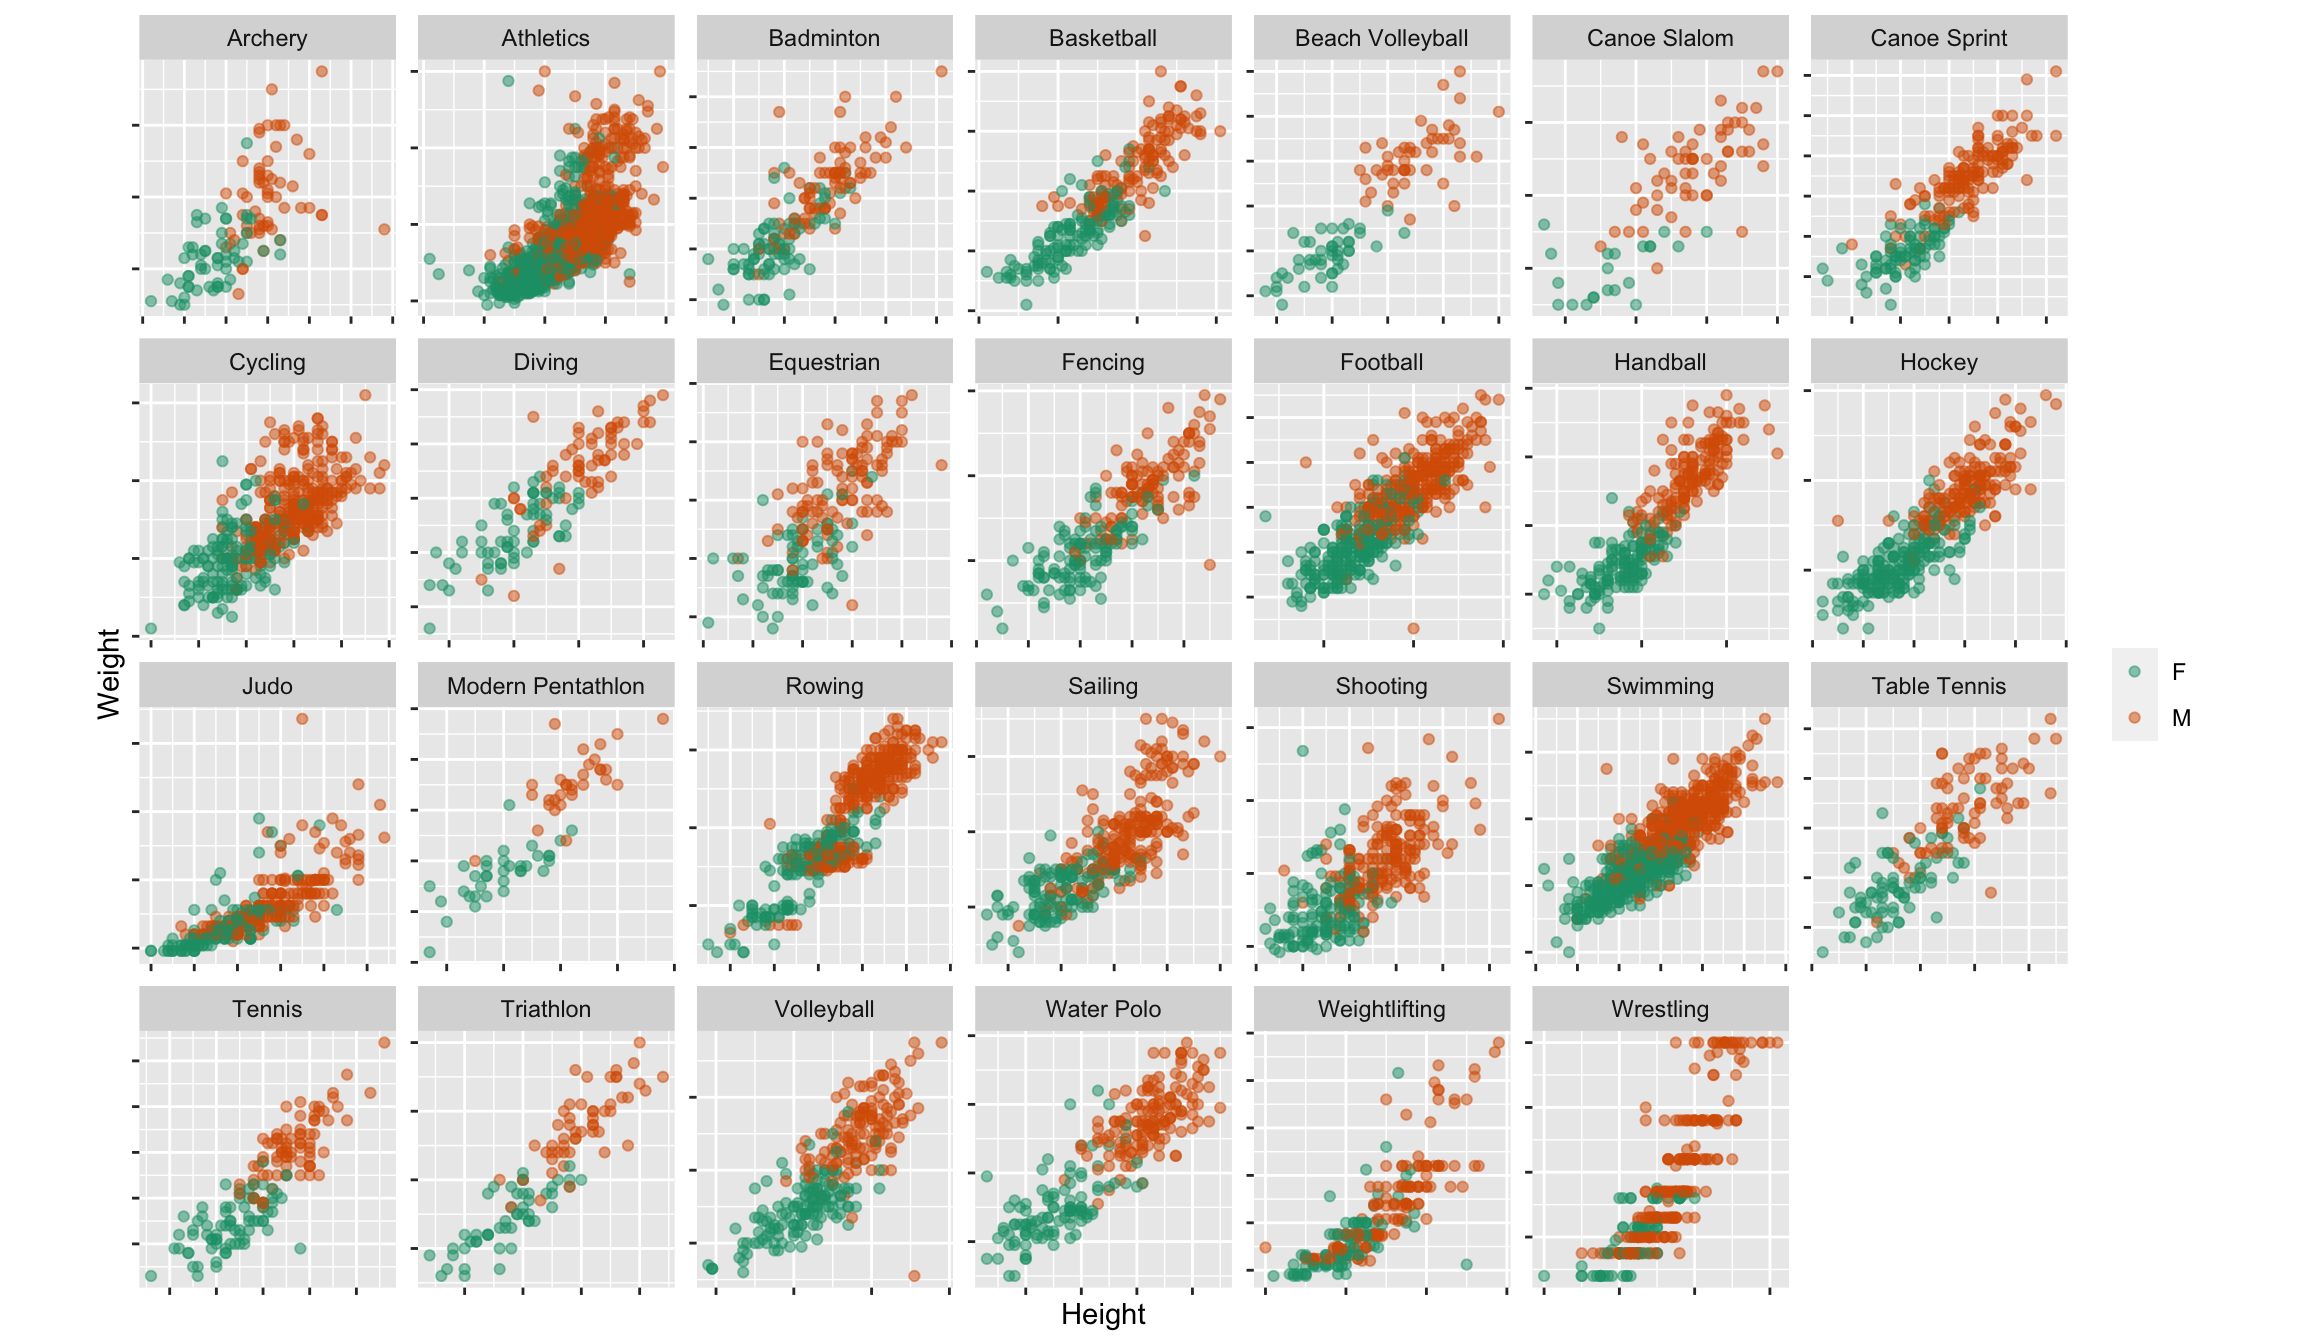 Archery
Athletics
Badminton
Basketball
Beach Volleyball
Canoe Slalom
Canoe Sprint
Cycling
Diving
Equestrian
Fencing
Football
Handball
Hockey
Judo
Modern Pentathlon
Rowing
Sailing
Shooting
Swimming
Table Tennis
Tennis
Triathlon
Volleyball
Water Polo
Weightlifting
Wrestling
Weight
Height
F
M